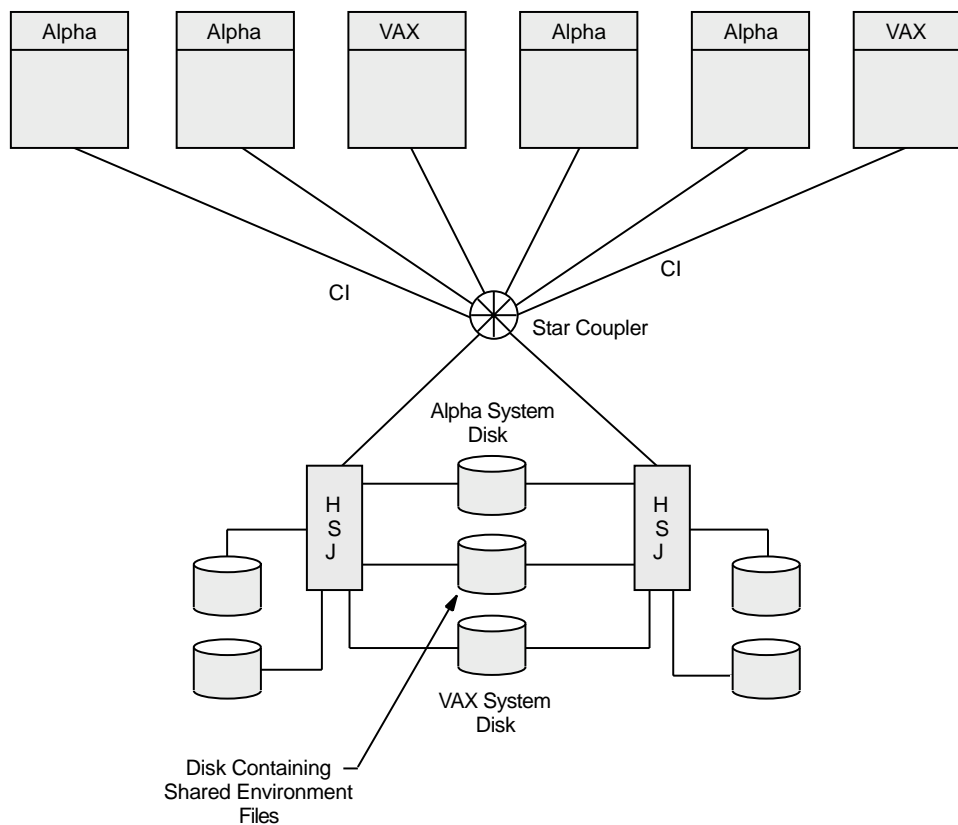 Alpha
Alpha
VAX
Alpha
Alpha
VAX
CI
CI
Star Coupler
Alpha System
Disk
H
S
J
H
S
J
VAX System
Disk
Disk Containing
Shared Environment
Files